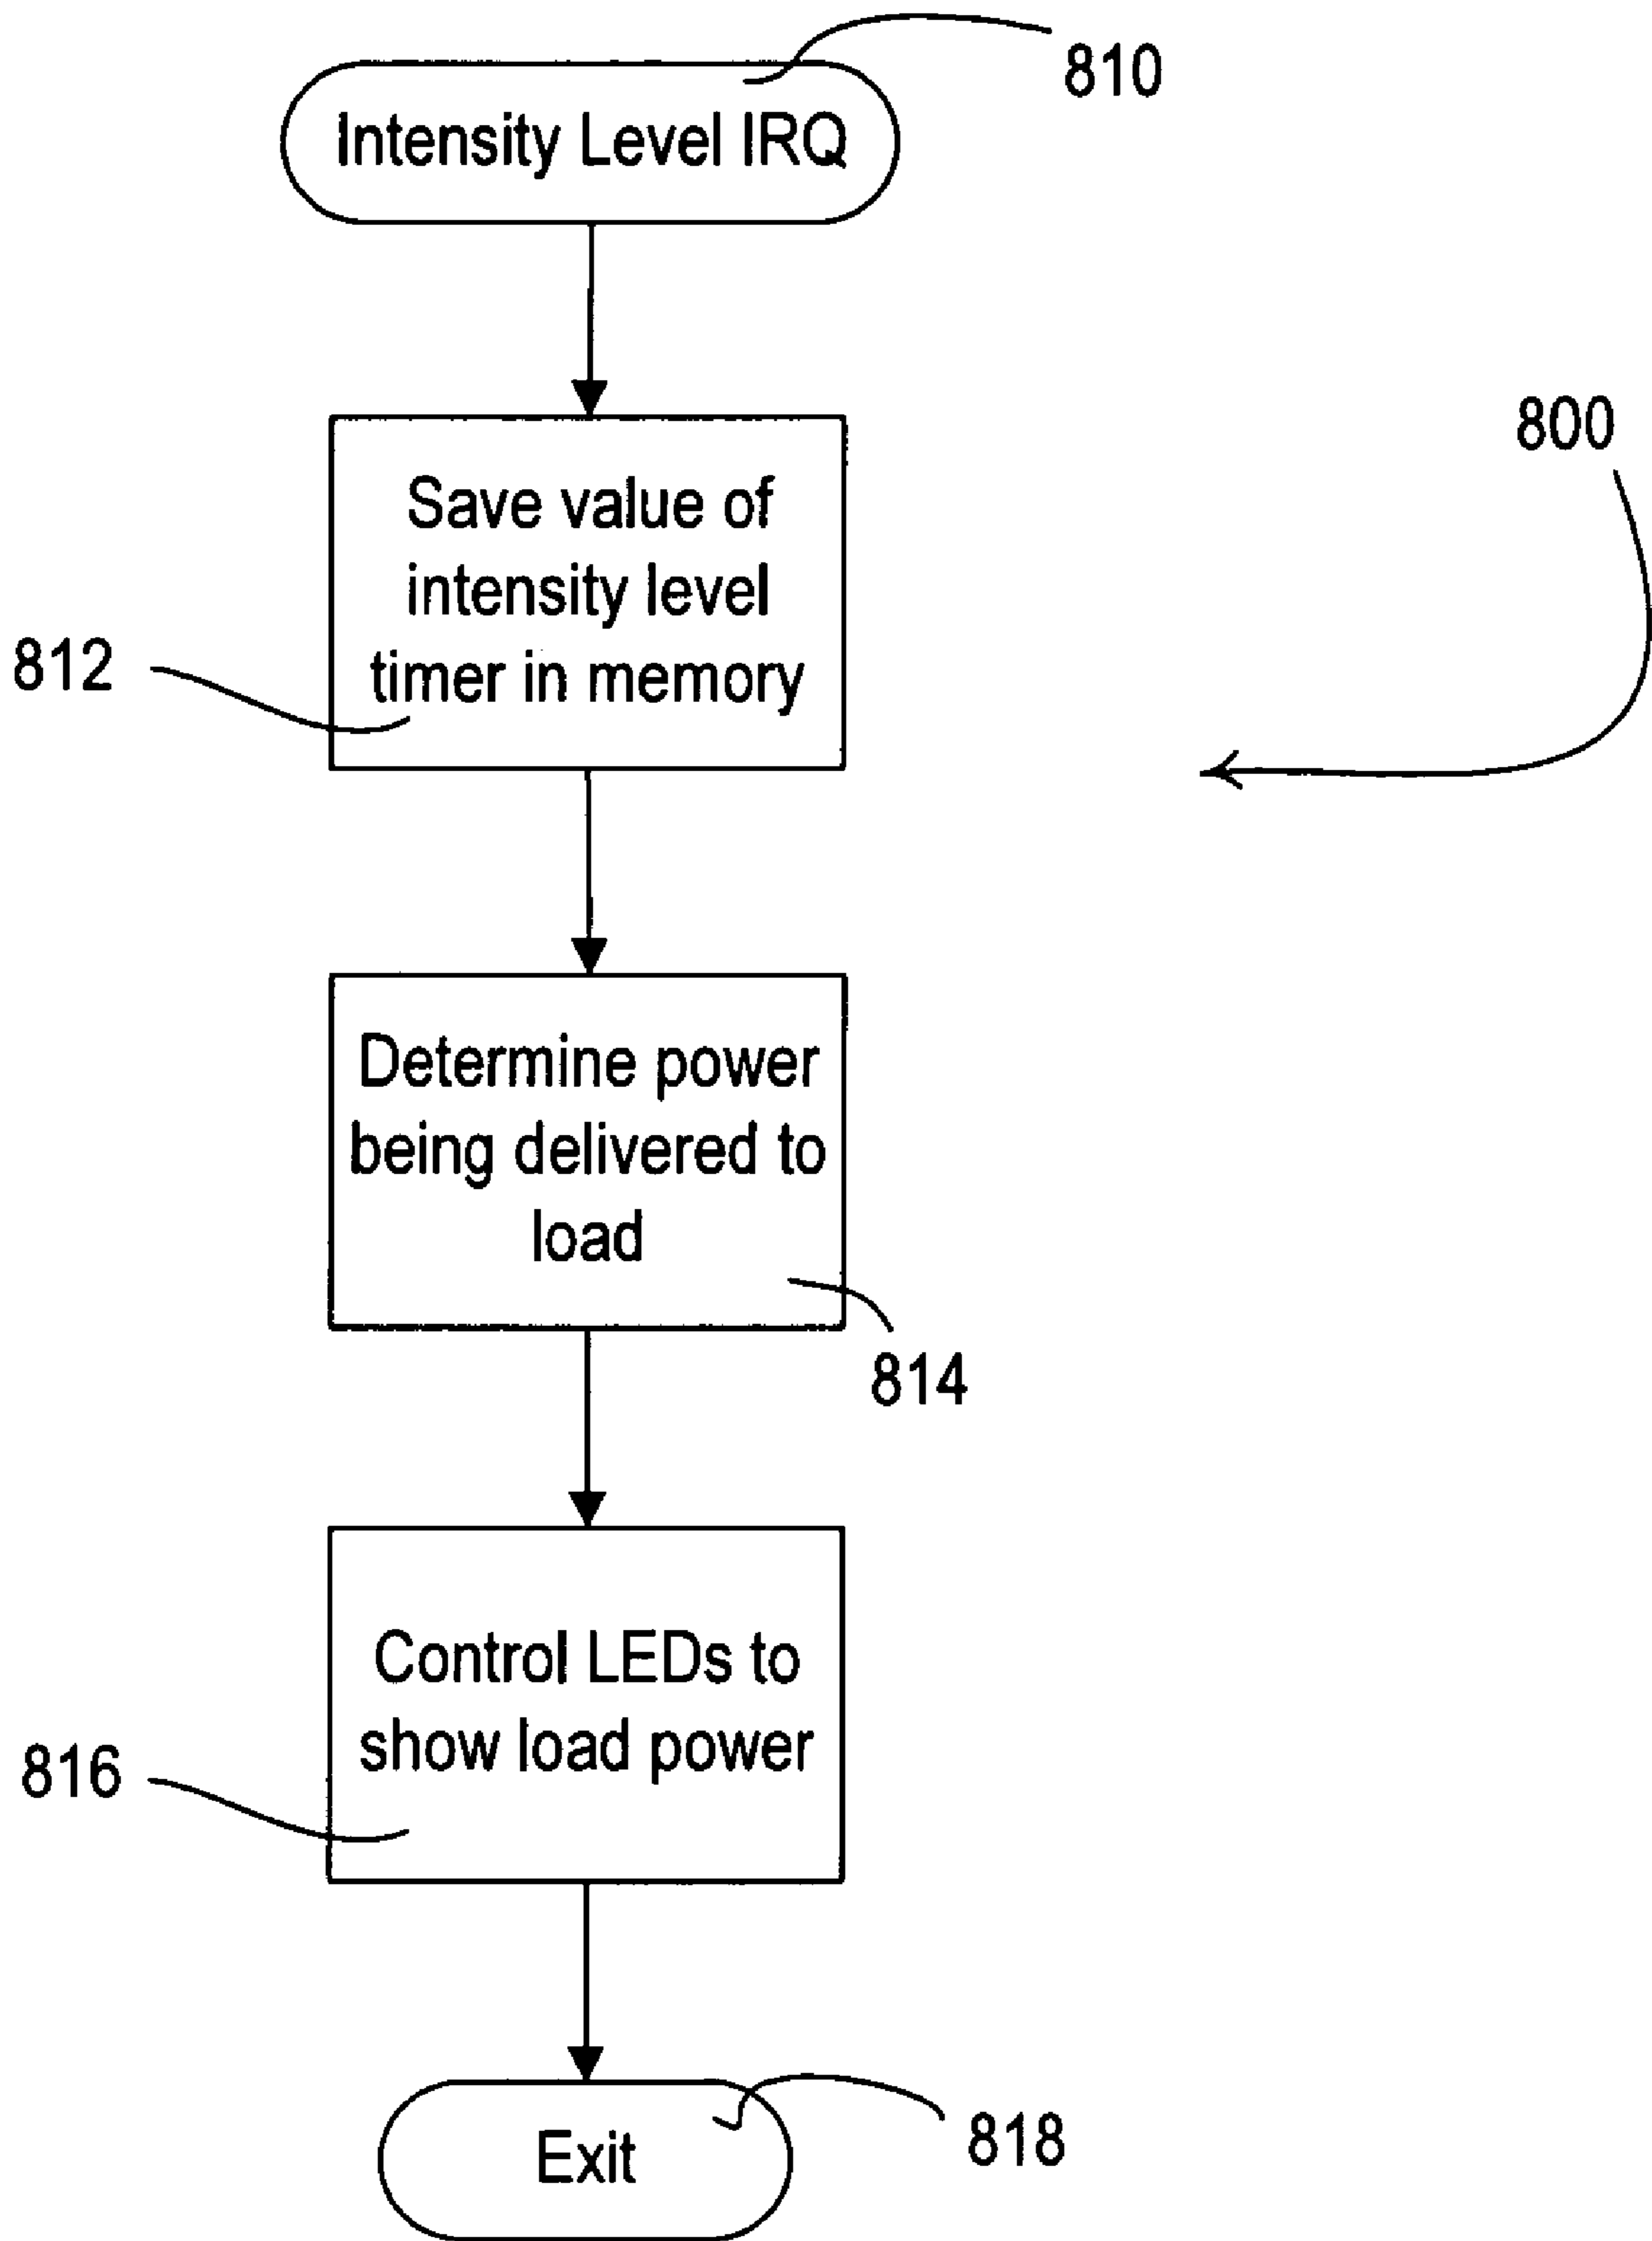 810
Intensity Level IRQ
800
Save value of
intensity level
timer in memory
812
Determine power
being delivered to
load
814
Control LEDs to
show load power
816
Exit
818